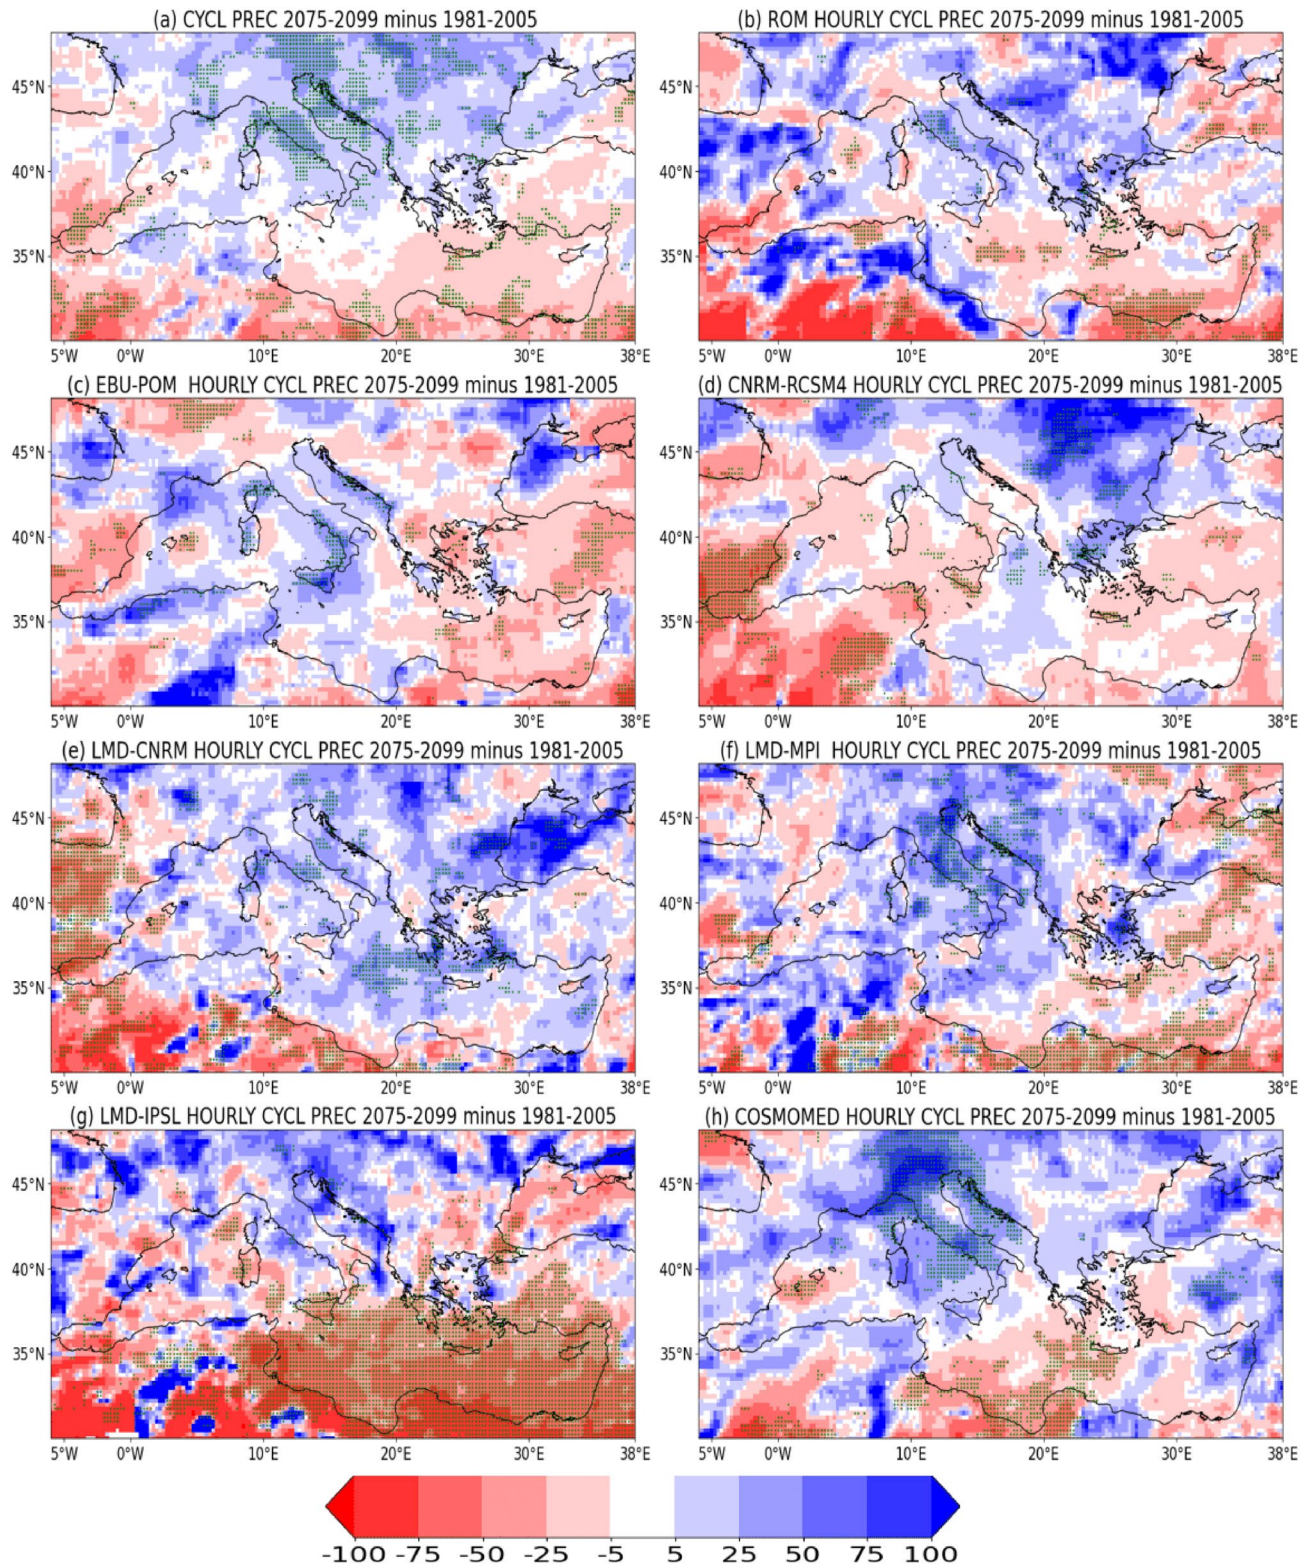 (a) CYCL PREC 2075-2099 minus 1981-2005
(b) ROM HOURLY CYCL PREC 2075-2099 minus 1981-2005
45°N
40°N
35°N
5°W 0°W 10°E 20°E 30°E 38°E
45°N
40°N
35°N
5°W 0°W 10°E 20°E 30°E 38°E
(c) EBU-POM HOURLY CYCL PREC 2075-2099 minus 1981-2005
(d) CNRM-RCSM4 HOURLY CYCL PREC 2075-2099 minus 1981-2005
45°N
40°N
35°N
5°W 0°W 10°E 20°E 30°E 38°E
45°N
40°N
35°N
5°W 0°W 10°E 20°E 30°E 38°E
(e) LMD-CNRM HOURLY CYCL PREC 2075-2099 minus 1981-2005
(f) LMD-MPI HOURLY CYCL PREC 2075-2099 minus 1981-2005
45°N
40°N
35°N
5°W 0°W 10°E 20°E 30°E 38°E
45°N
40°N
35°N
5°W 0°W 10°E 20°E 30°E 38°E
(g) LMD-IPSL HOURLY CYCL PREC 2075-2099 minus 1981-2005
(h) COSMOMED HOURLY CYCL PREC 2075-2099 minus 1981-2005
45°N
40°N
35°N
5°W 0°W 10°E 20°E 30°E 38°E
45°N
40°N
35°N
5°W 0°W 10°E 20°E 30°E 38°E
-100 -75 -50 -25 -5 5 25 50 75 100